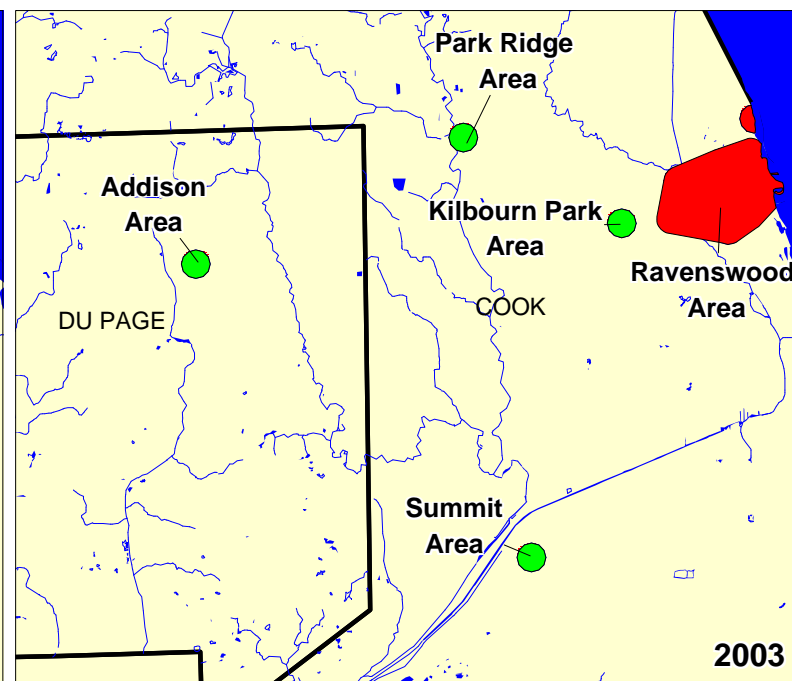 Park Ridge
Area
Addison
Area
Kilbourn Park
Area
Ravenswood
Area
COOK
DU PAGE
Summit
Area
2003